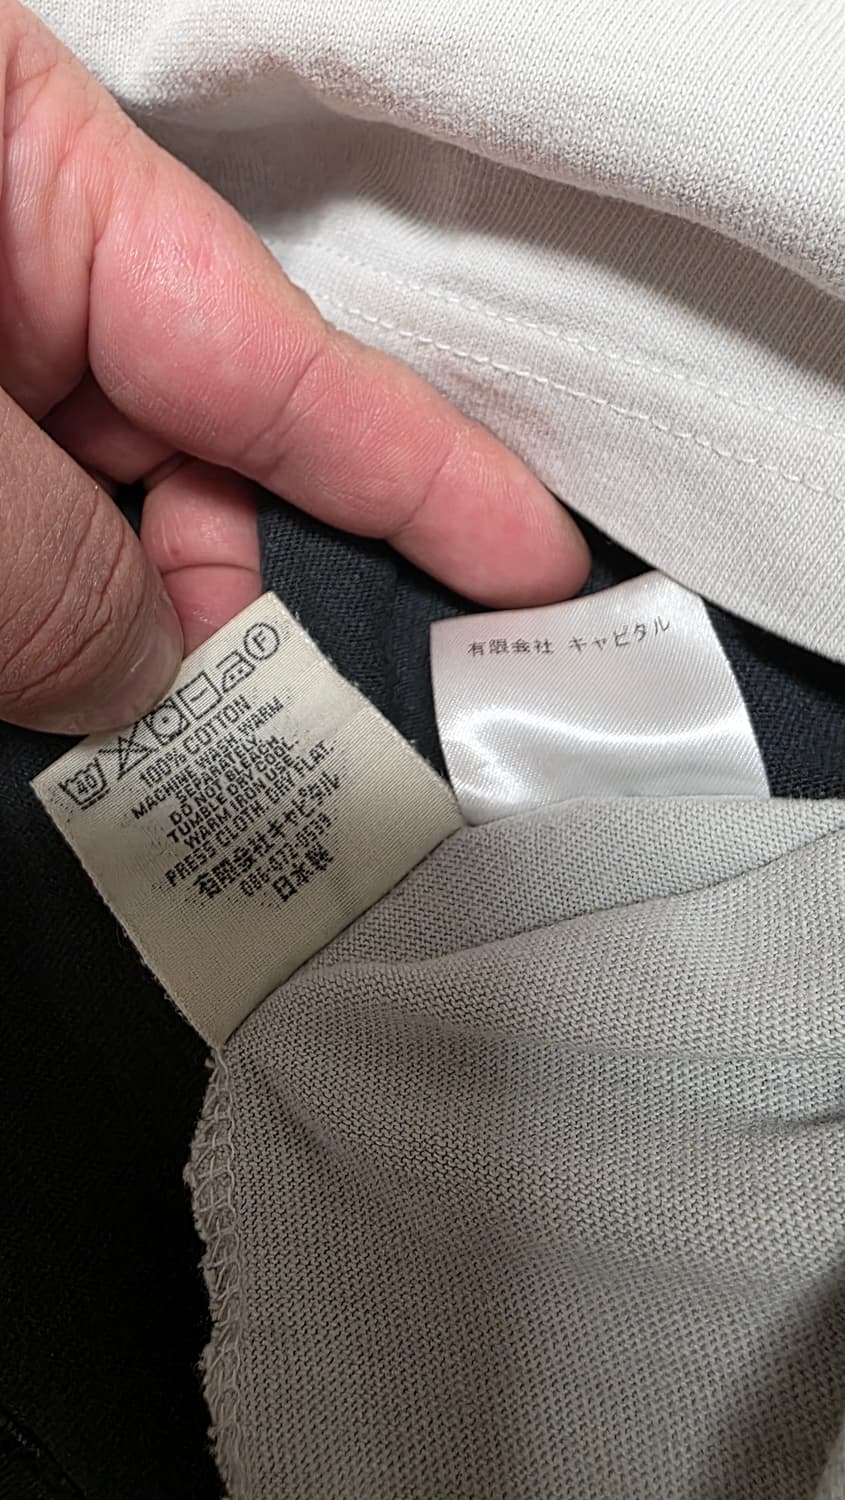 40 F
100% COTTON
MACHINE WASH, WARM
SEPARATELY.
DO NOT BLEACH.
TUMBLE DRY COOL.
WARM IRON USE.
PRESS CLOTH, DRY FLAT.
有限会社キャピタル
日本製
有限会社 キャピタル